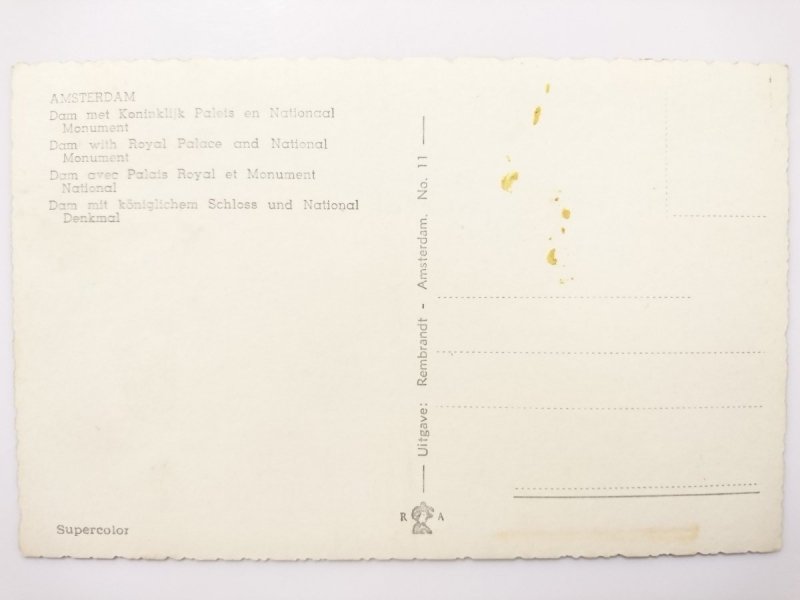 AMSTERDAM
Dam met Koninklijk Paleis en Nationaal
Monument
Dam with Royal Palace and National
Monument
Dam avec Palais Royal et Monument
National
Dam mit königlichem Schloss und National
Denkmal
Uitgave: Rembrandt - Amsterdam. No. 11
R A
Supercolor